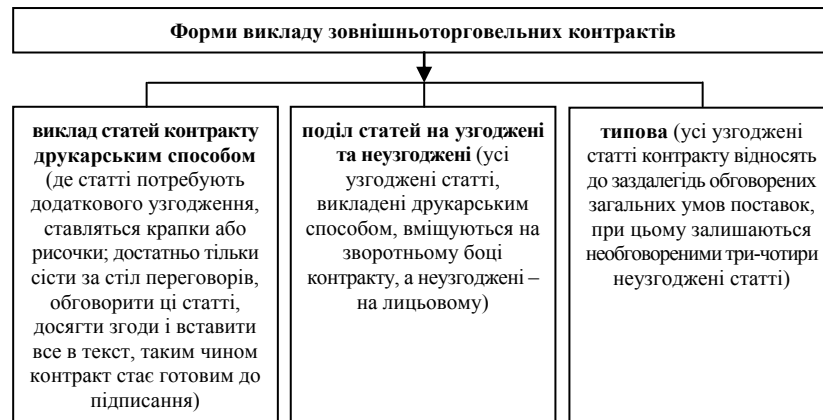 Форми викладу зовнішньоторговельних контрактів
виклад статей контракту
друкарським способом
(де статті потребують
додаткового узгодження,
ставляться крапки або
рисочки; достатньо тільки
сісти за стіл переговорів,
обговорити ці статті,
досягти згоди і вставити
все в текст, таким чином
контракт стає готовим до
підписання)
поділ статей на узгоджені
та неузгоджені (усі
узгоджені статті,
викладені друкарським
способом, вміщуються на
зворотньому боці
контракту, а неузгоджені –
на лицьовому)
типова (усі узгоджені
статті контракту відносять
до заздалегідь обговорених
загальних умов поставок,
при цьому залишаються
необговореними три-чотири
неузгоджені статті)